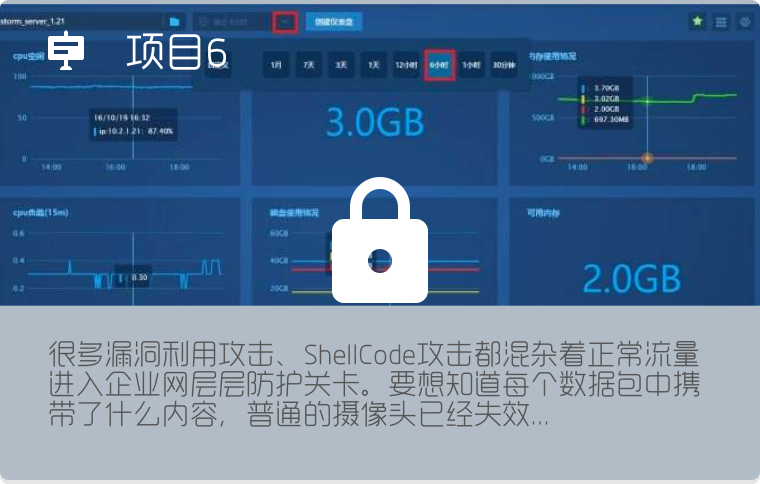 storm_server_1.21
创建仪表盘
项目6
1月 7天 3天 1天 12小时 6小时 1小时 30分钟
cpu空闲
100
50
0
16/10/19 16:32
ip:10.2.1.21: 87.40%
14:00 16:00 18:00
3.0GB
内存使用情况
500GB
0GB
3.70GB
3.02GB
2.00GB
697.30MB
14:00 16:00 18:00
cpu负载(15m)
0.6
0.4
0.2
0.30
磁盘使用情况
60GB
40GB
20GB
可用内存
2.0GB
很多漏洞利用攻击、ShellCode攻击都混杂着正常流量
进入企业网层层防护关卡。要想知道每个数据包中携
带了什么内容，普通的摄像头已经失效...